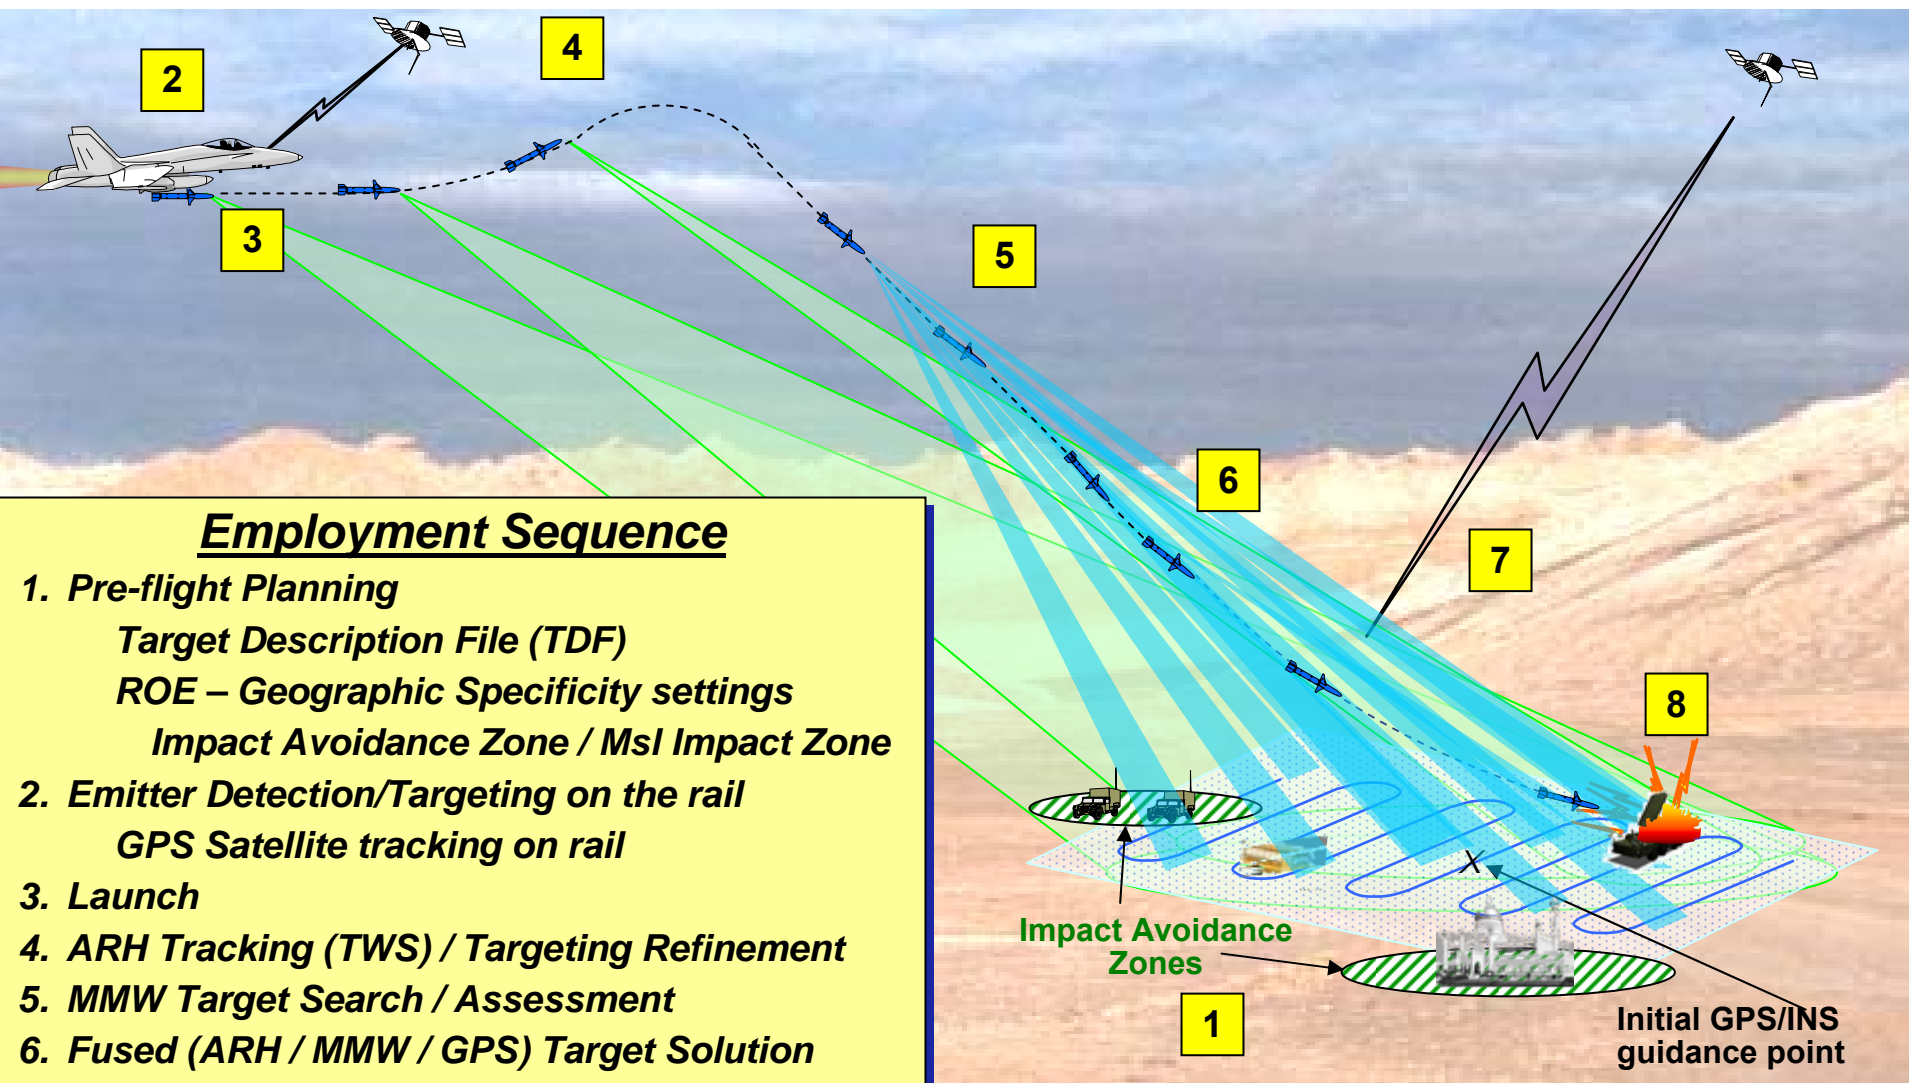 2
4
3
5
6
7
8
Employment Sequence
1. Pre-flight Planning
Target Description File (TDF)
ROE – Geographic Specificity settings
Impact Avoidance Zone / Msl Impact Zone
2. Emitter Detection/Targeting on the rail
GPS Satellite tracking on rail
3. Launch
4. ARH Tracking (TWS) / Targeting Refinement
5. MMW Target Search / Assessment
6. Fused (ARH / MMW / GPS) Target Solution
X
Impact Avoidance
Zones
1
Initial GPS/INS
guidance point